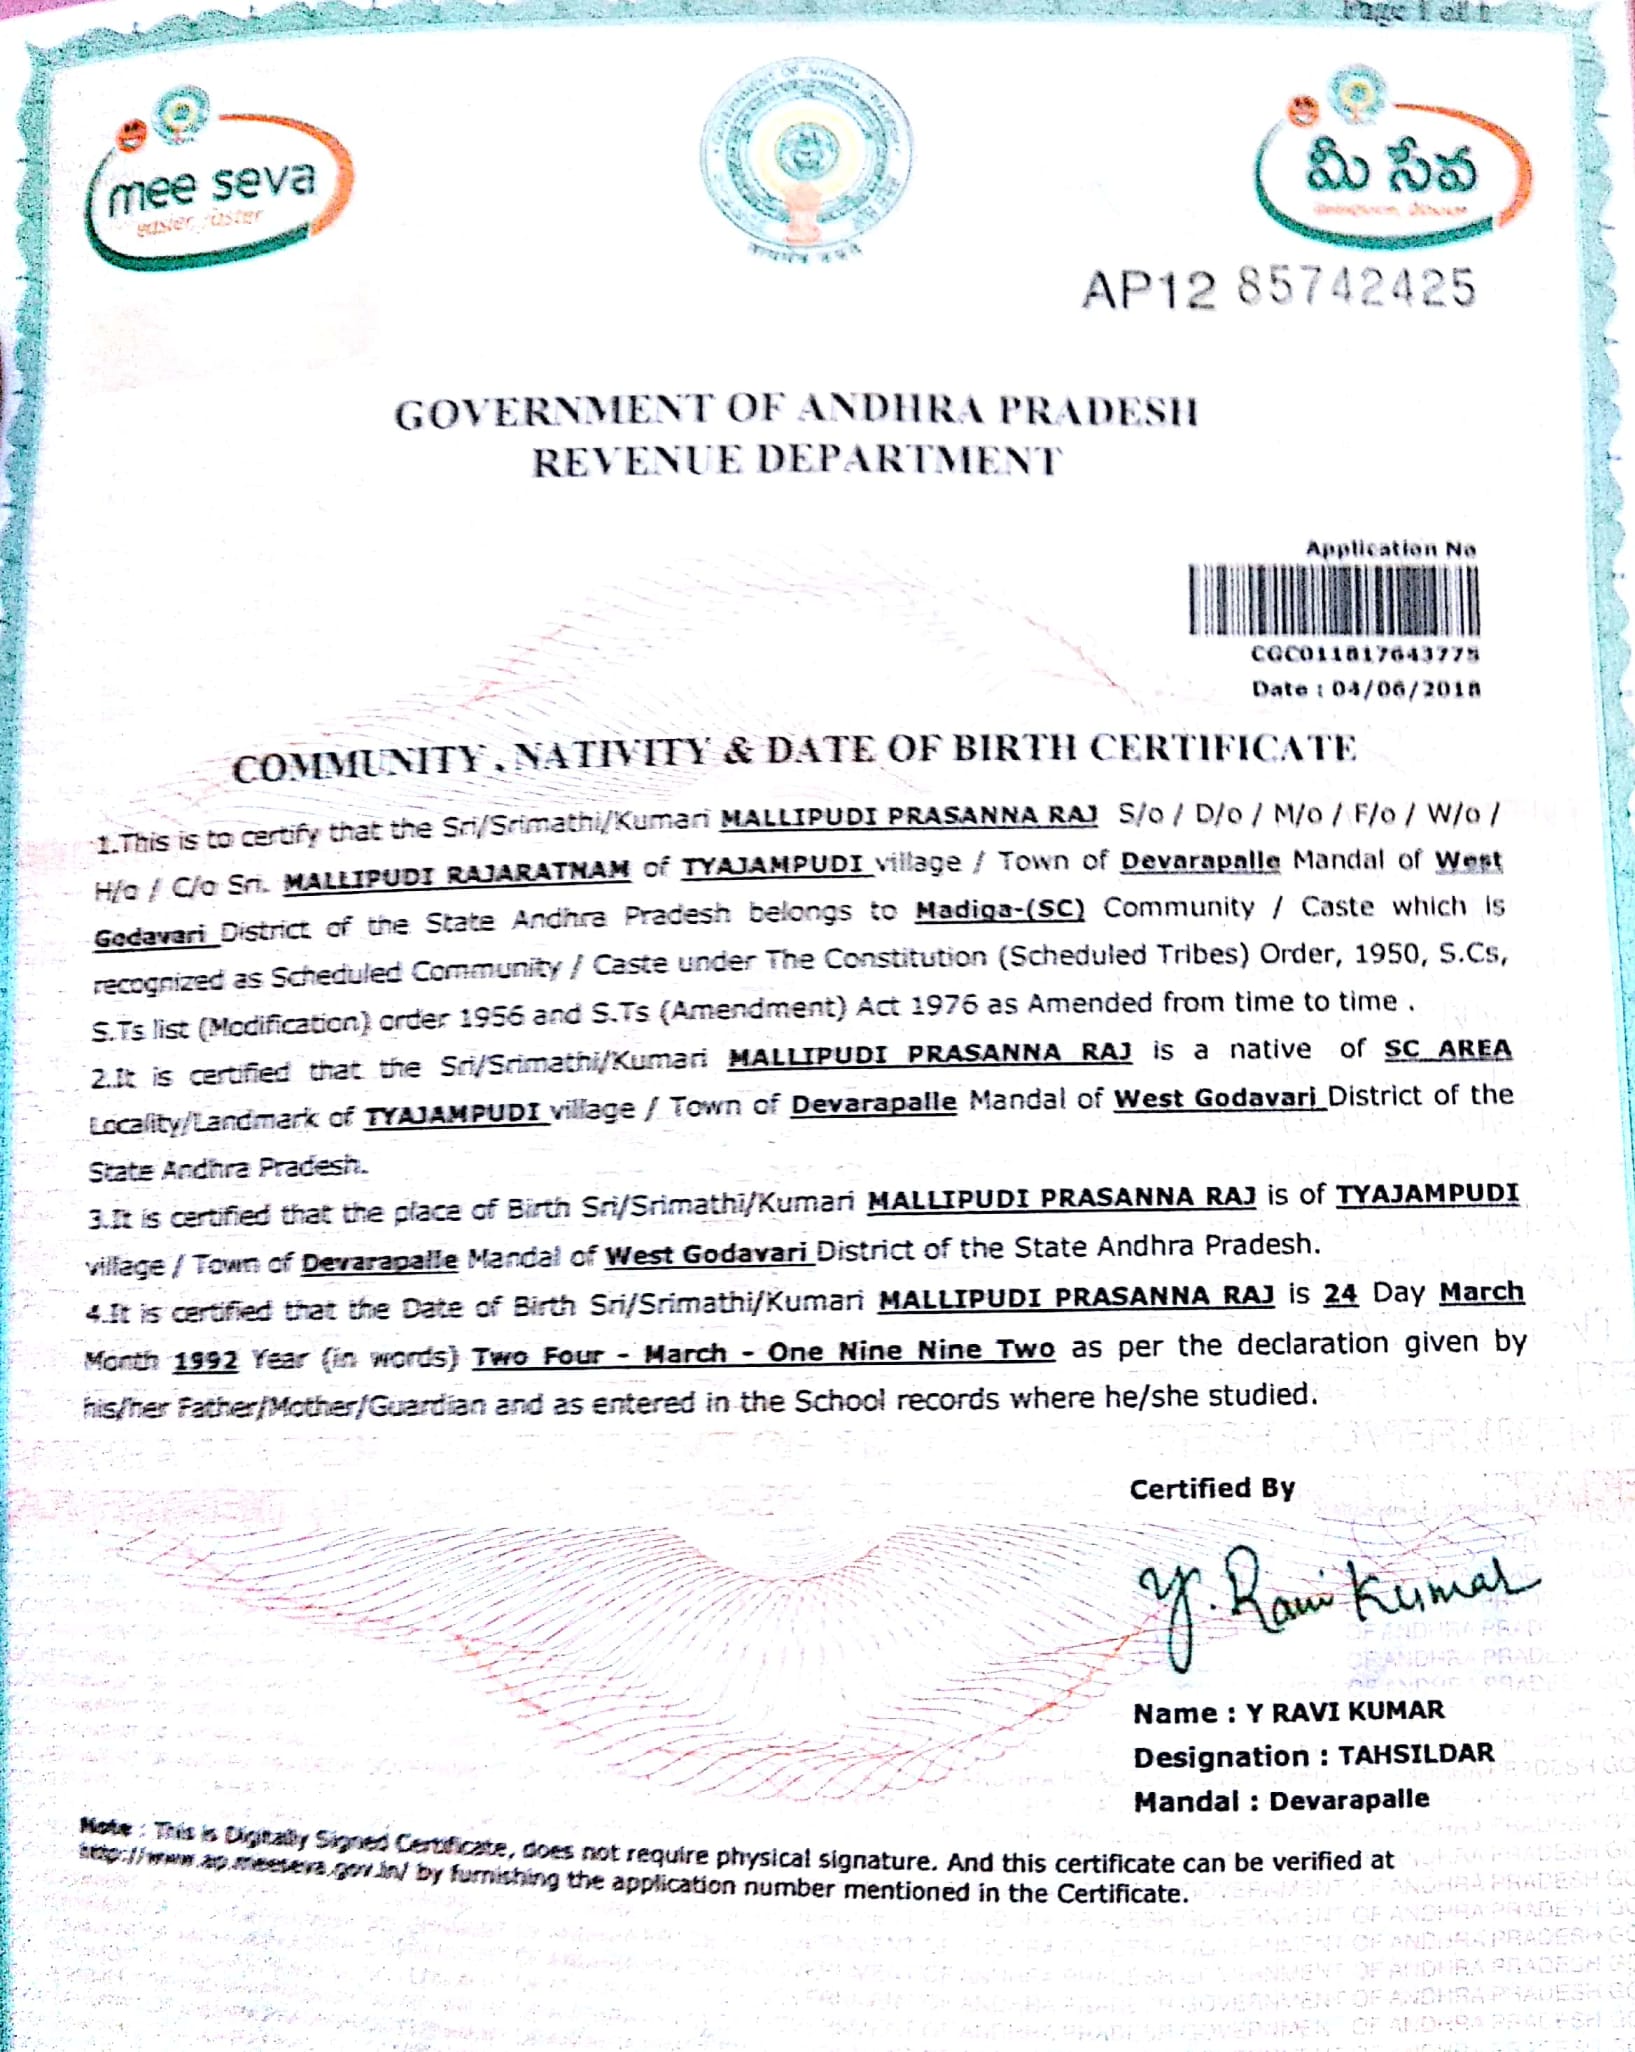 Page 1 of 1
mee seva
easier, faster
మీ సేవ
AP12 85742425
GOVERNMENT OF ANDHRA PRADESH
REVENUE DEPARTMENT
Application No
CGC011817643775
Date : 04/06/2018
COMMUNITY, NATIVITY & DATE OF BIRTH CERTIFICATE
1.This is to certify that the Sri/Srimathi/Kumari MALLIPUDI PRASANNA RAJ S/o / D/o / M/o / F/o / W/o /
H/o / C/o Sri. MALLIPUDI RAJARATNAM of TYAJAMPUDI village / Town of Devarapalle Mandal of West
Godavari District of the State Andhra Pradesh belongs to Madiga-(SC) Community / Caste which is
recognized as Scheduled Community / Caste under The Constitution (Scheduled Tribes) Order, 1950, S.Cs,
S.Ts list (Modification) order 1956 and S.Ts (Amendment) Act 1976 as Amended from time to time .
2.It is certified that the Sri/Srimathi/Kumari MALLIPUDI PRASANNA RAJ is a native of SC AREA
Locality/Landmark of TYAJAMPUDI village / Town of Devarapalle Mandal of West Godavari District of the
State Andhra Pradesh.
3.It is certified that the place of Birth Sri/Srimathi/Kumari MALLIPUDI PRASANNA RAJ is of TYAJAMPUDI
village / Town of Devarapalle Mandal of West Godavari District of the State Andhra Pradesh.
4.It is certified that the Date of Birth Sri/Srimathi/Kumari MALLIPUDI PRASANNA RAJ is 24 Day March
Month 1992 Year (in words) Two Four - March - One Nine Nine Two as per the declaration given by
his/her Father/Mother/Guardian and as entered in the School records where he/she studied.
Certified By
Y. Ravi Kumar
Name : Y RAVI KUMAR
Designation : TAHSILDAR
Mandal : Devarapalle
Note : This is Digitally Signed Certificate, does not require physical signature. And this certificate can be verified at
http://www.ap.meeseva.gov.in/ by furnishing the application number mentioned in the Certificate.